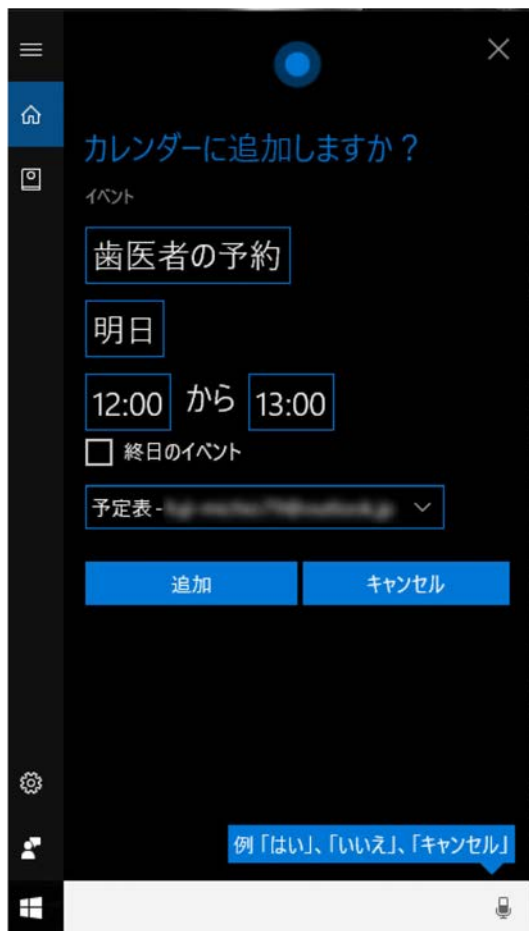 カレンダーに追加しますか？
イベント
歯医者の予約
明日
12:00 から 13:00
終日のイベント
予定表 -
追加 キャンセル
例「はい」、「いいえ」、「キャンセル」